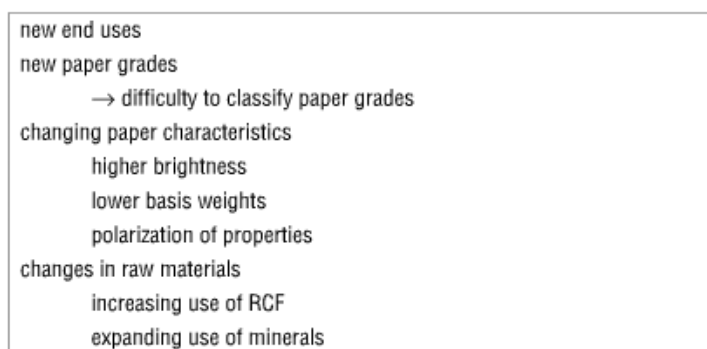 new end uses
new paper grades
→ difficulty to classify paper grades
changing paper characteristics
higher brightness
lower basis weights
polarization of properties
changes in raw materials
increasing use of RCF
expanding use of minerals